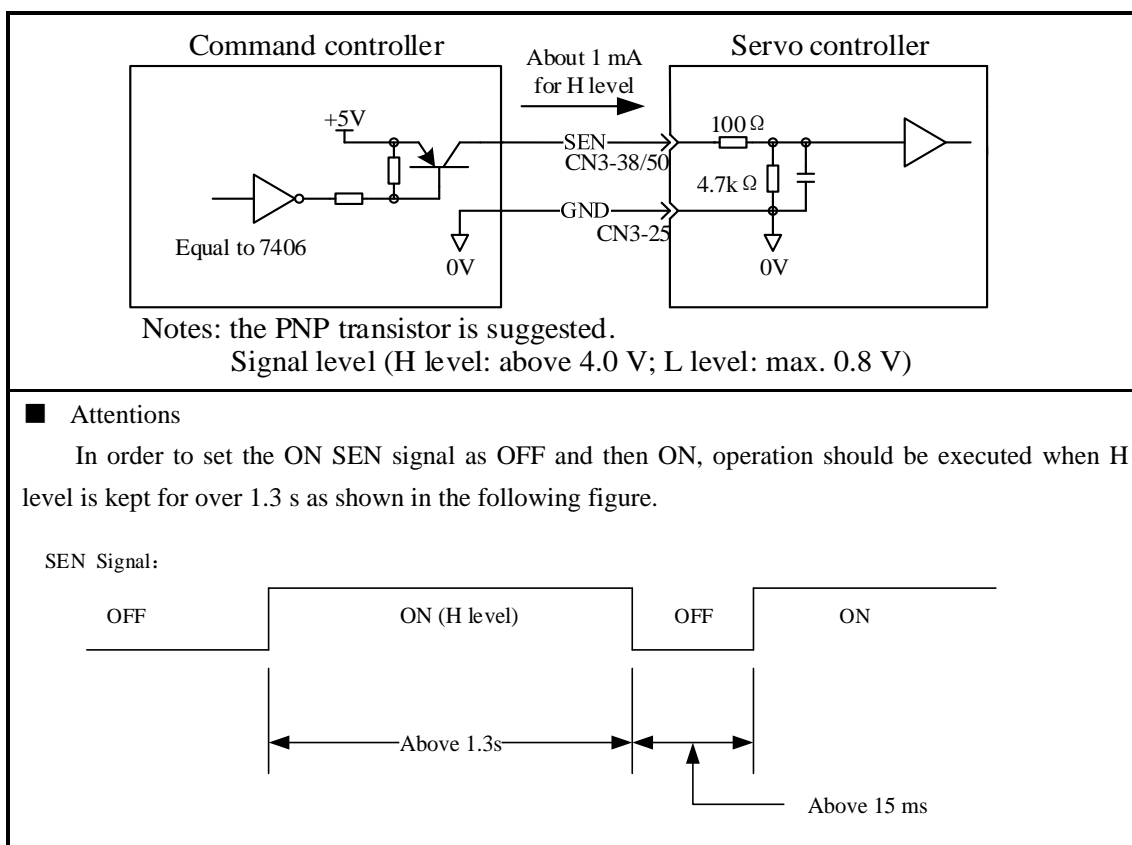 Command controller
About 1 mA
for H level
Servo controller
+5V
SEN
CN3-38/50
100Ω
4.7kΩ
GND
CN3-25
Equal to 7406
0V
0V
Notes: the PNP transistor is suggested.
Signal level (H level: above 4.0 V; L level: max. 0.8 V)
■ Attentions
In order to set the ON SEN signal as OFF and then ON, operation should be executed when H
level is kept for over 1.3 s as shown in the following figure.
SEN Signal:
OFF
ON (H level)
OFF
ON
Above 1.3s
Above 15 ms